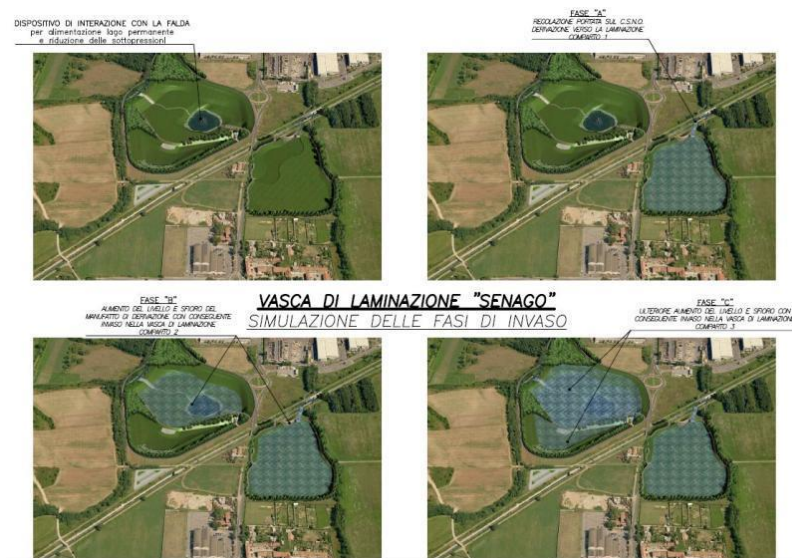 DISPOSITIVO DI INTERAZIONE CON LA FALDA
per alimentazione lago permanente
e riduzione delle sottopressioni
FASE "A"
REGOLAZIONE PORTATA SUL C.S.N.O.
DERIVAZIONE VERSO LA LAMINAZIONE
COMPARTO 1
VASCA DI LAMINAZIONE "SENAGO"
SIMULAZIONE DELLE FASI DI INVASO
FASE "B"
AUMENTO DEL LIVELLO E SFIORO DEL
MANUFATTO DI DERIVAZIONE CON CONSEGUENTE
INVASO NELLA VASCA DI LAMINAZIONE
COMPARTO 2
FASE "C"
ULTERIORE AUMENTO DEL LIVELLO E SFIORO CON
CONSEGUENTE INVASO NELLA VASCA DI LAMINAZIONE
COMPARTO 3